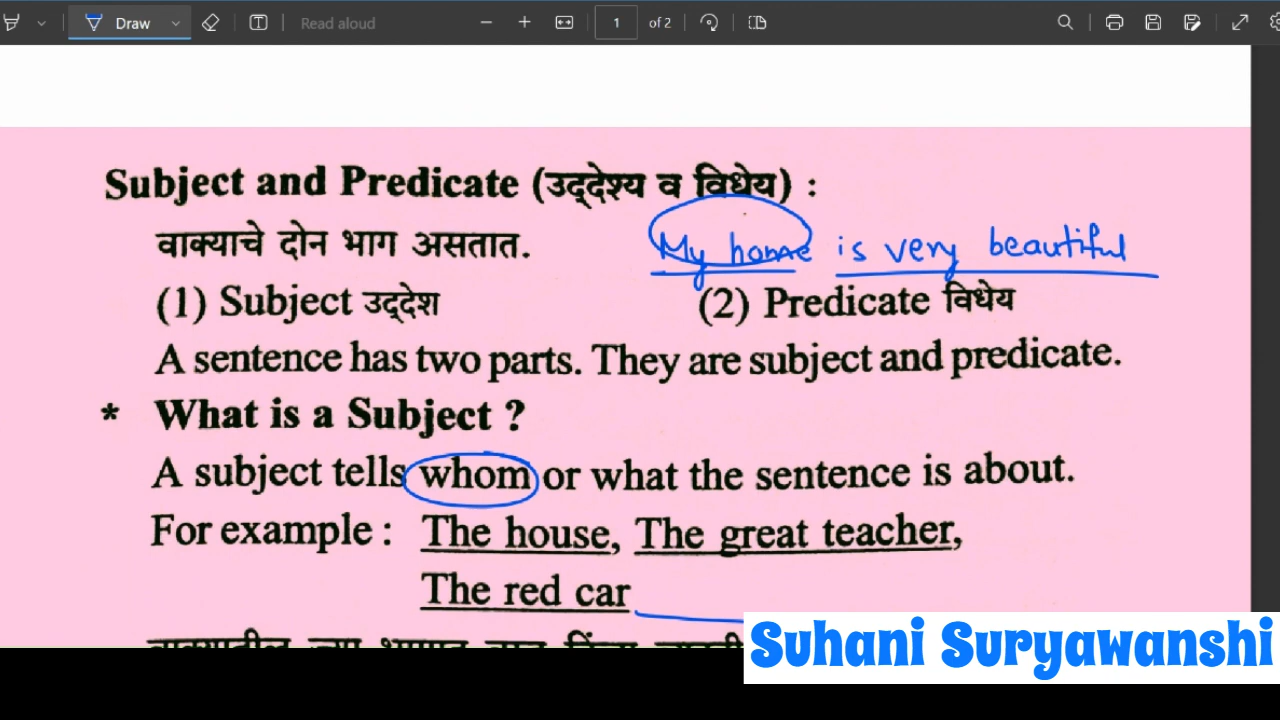 Draw
Read aloud
1 of 2
Subject and Predicate (उद्देश्य व विधेय) :
वाक्याचे दोन भाग असतात.
My home is very beautiful
(1) Subject उद्देश (2) Predicate विधेय
A sentence has two parts. They are subject and predicate.
* What is a Subject ?
A subject tells whom or what the sentence is about.
For example : The house, The great teacher,
The red car
Suhani Suryawanshi